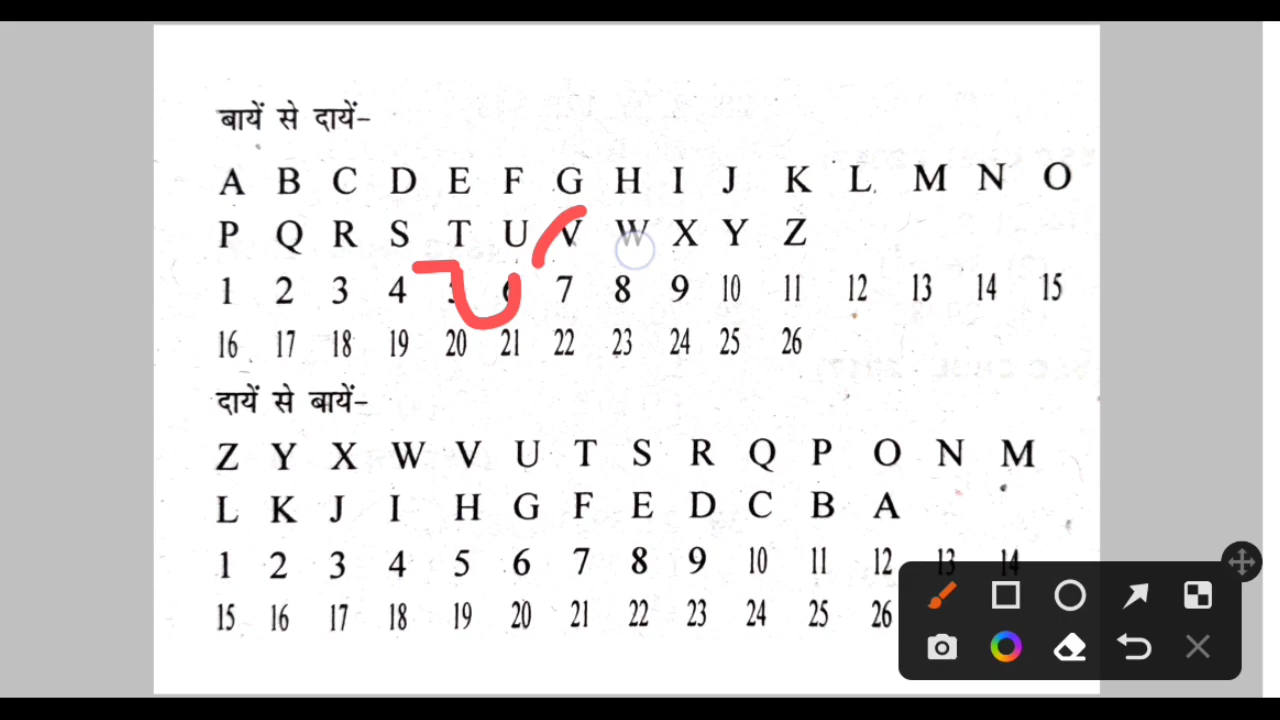 बायें से दायें-
A B C D E F G H I J K L M N O
P Q R S T U V W X Y Z
1 2 3 4 5 6 7 8 9 10 11 12 13 14 15
16 17 18 19 20 21 22 23 24 25 26
दायें से बायें-
Z Y X W V U T S R Q P O N M
L K J I H G F E D C B A
1 2 3 4 5 6 7 8 9 10 11 12 13 14
15 16 17 18 19 20 21 22 23 24 25 26